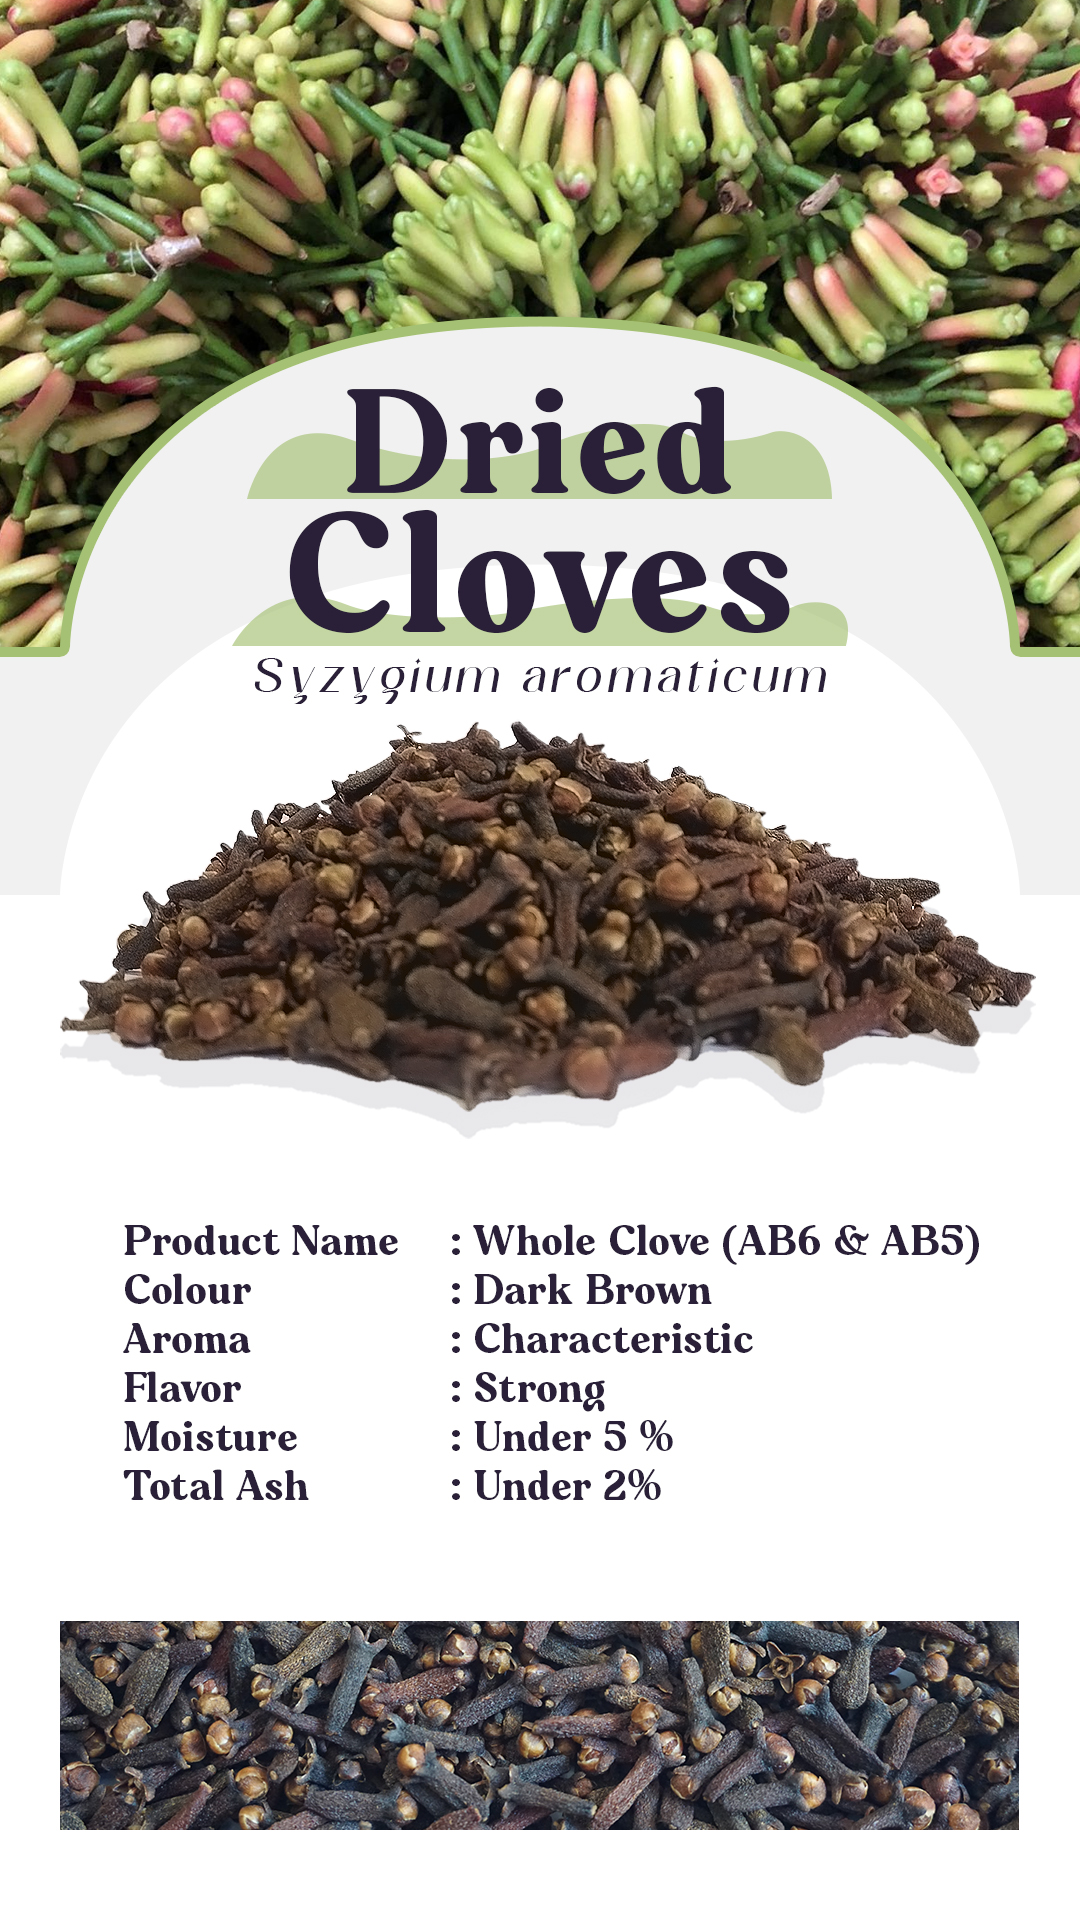 Dried
Cloves
Syzygium aromaticum
Product Name : Whole Clove (AB6 & AB5)
Colour : Dark Brown
Aroma : Characteristic
Flavor : Strong
Moisture : Under 5 %
Total Ash : Under 2%